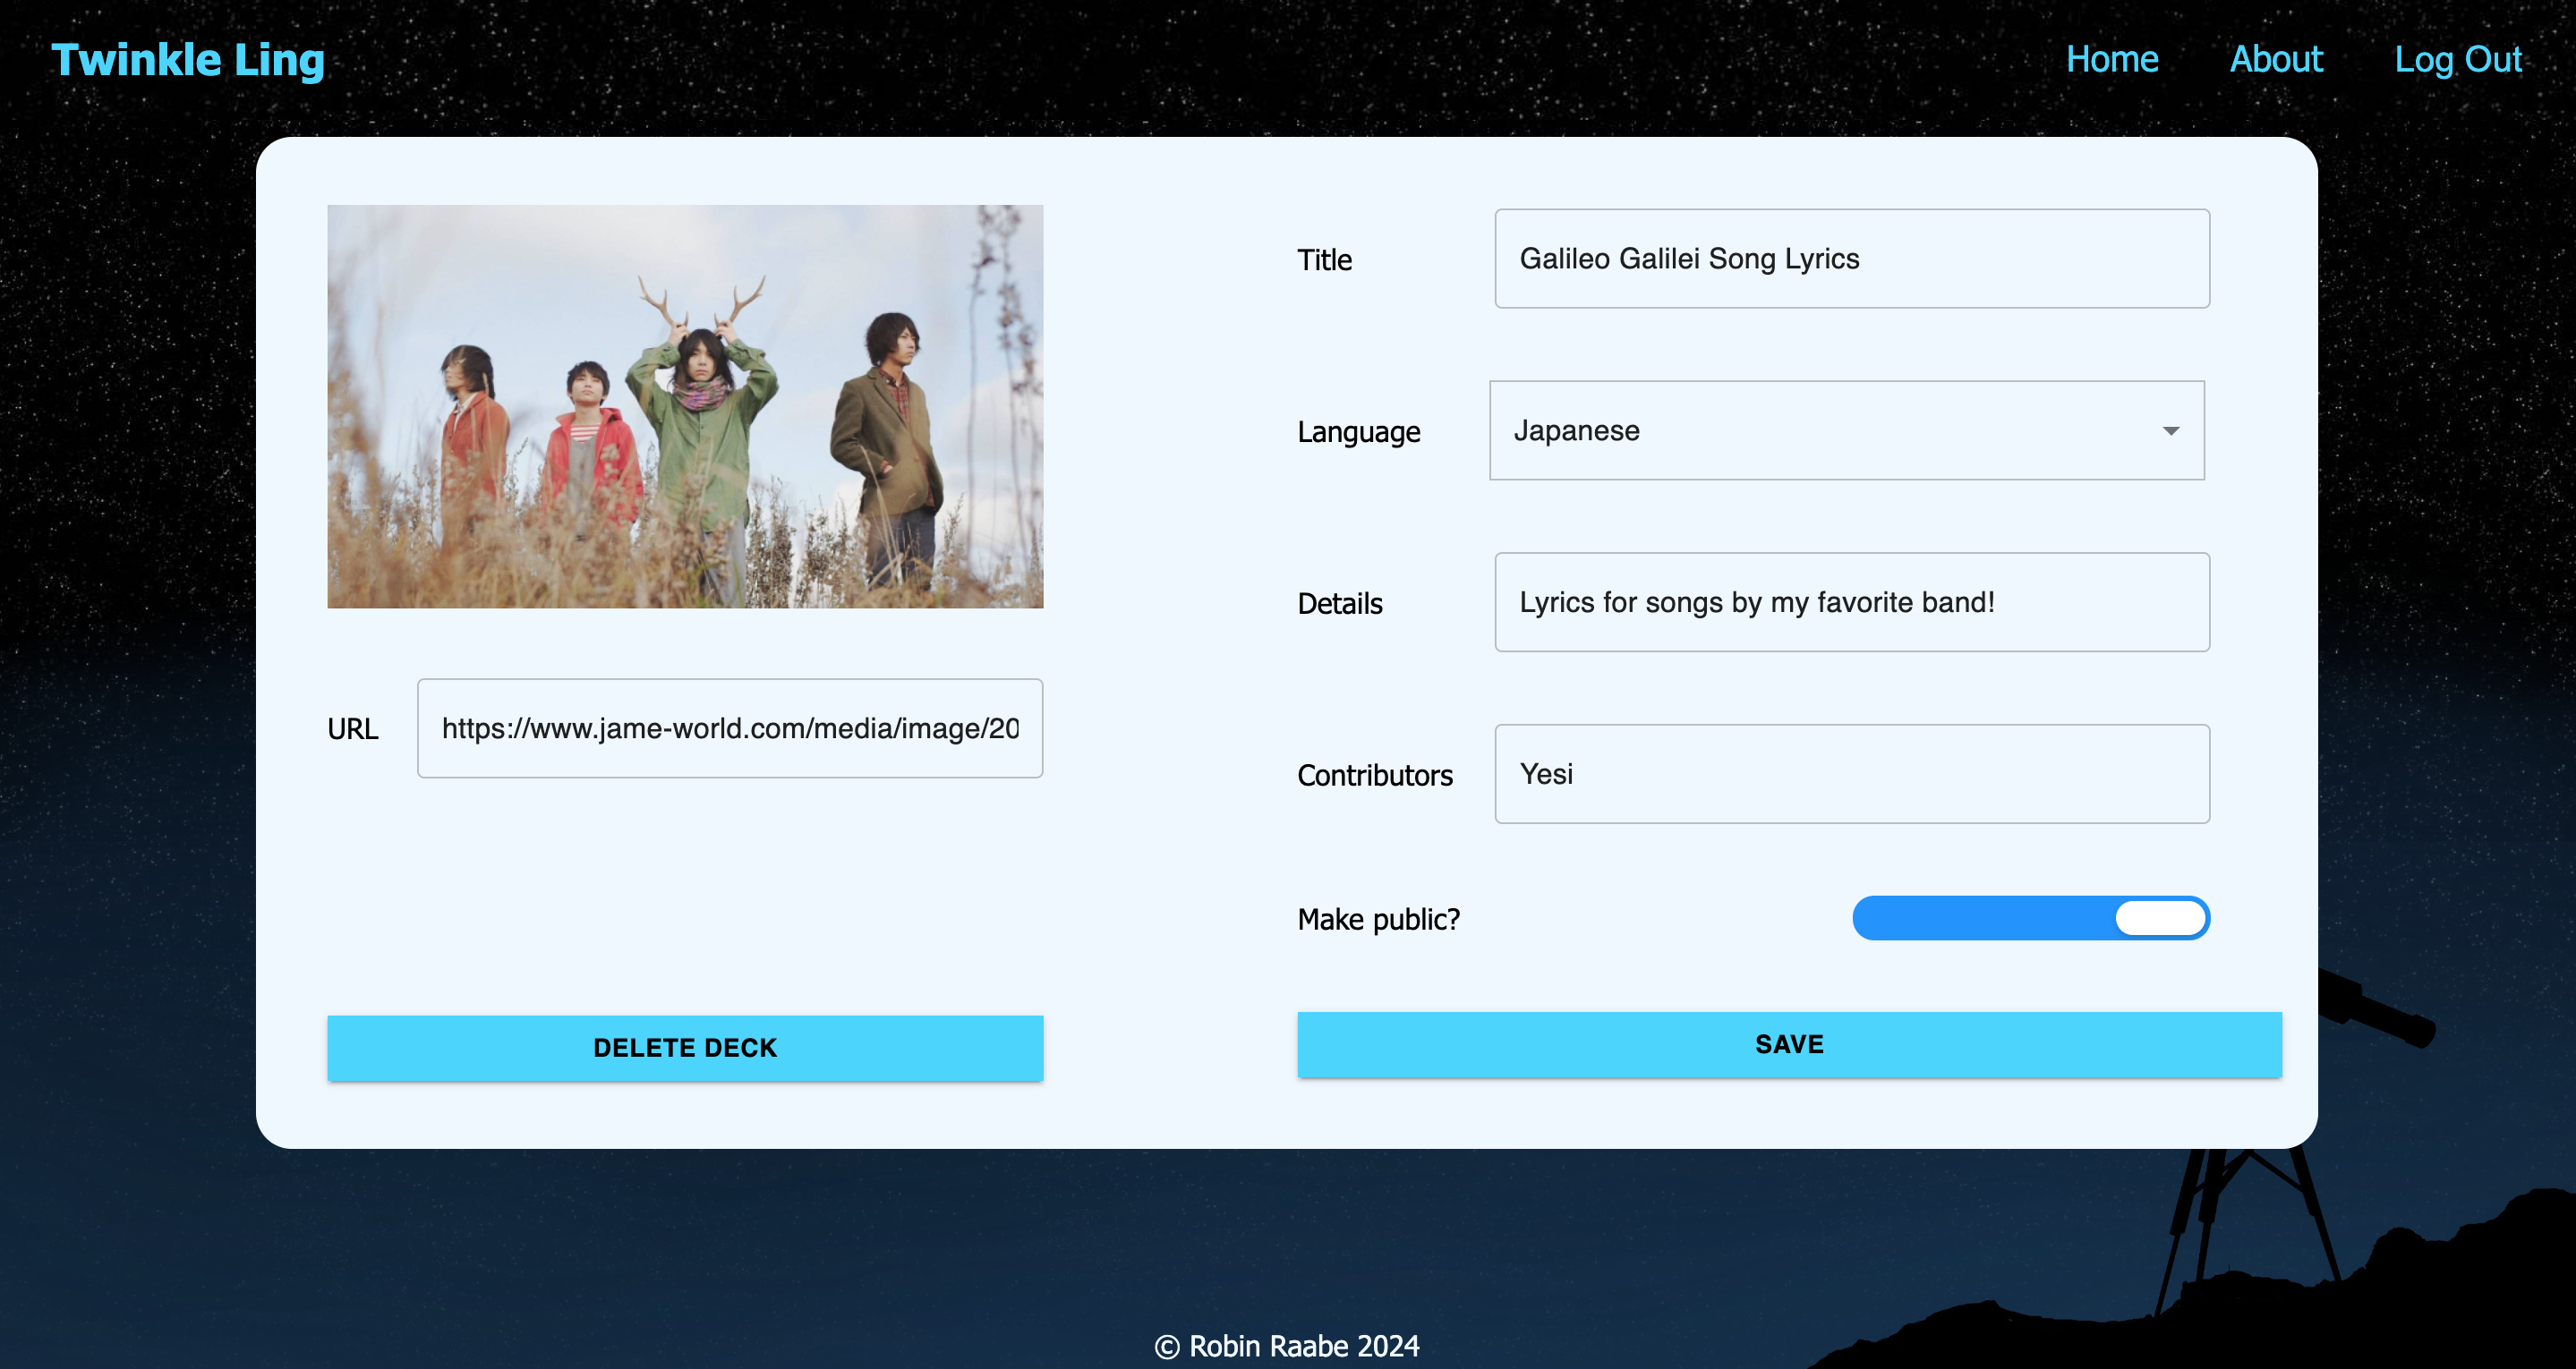 Twinkle Ling
Home
About
Log Out
URL
https://www.jame-world.com/media/image/20
DELETE DECK
Title
Galileo Galilei Song Lyrics
Language
Japanese
Details
Lyrics for songs by my favorite band!
Contributors
Yesi
Make public?
SAVE
© Robin Raabe 2024